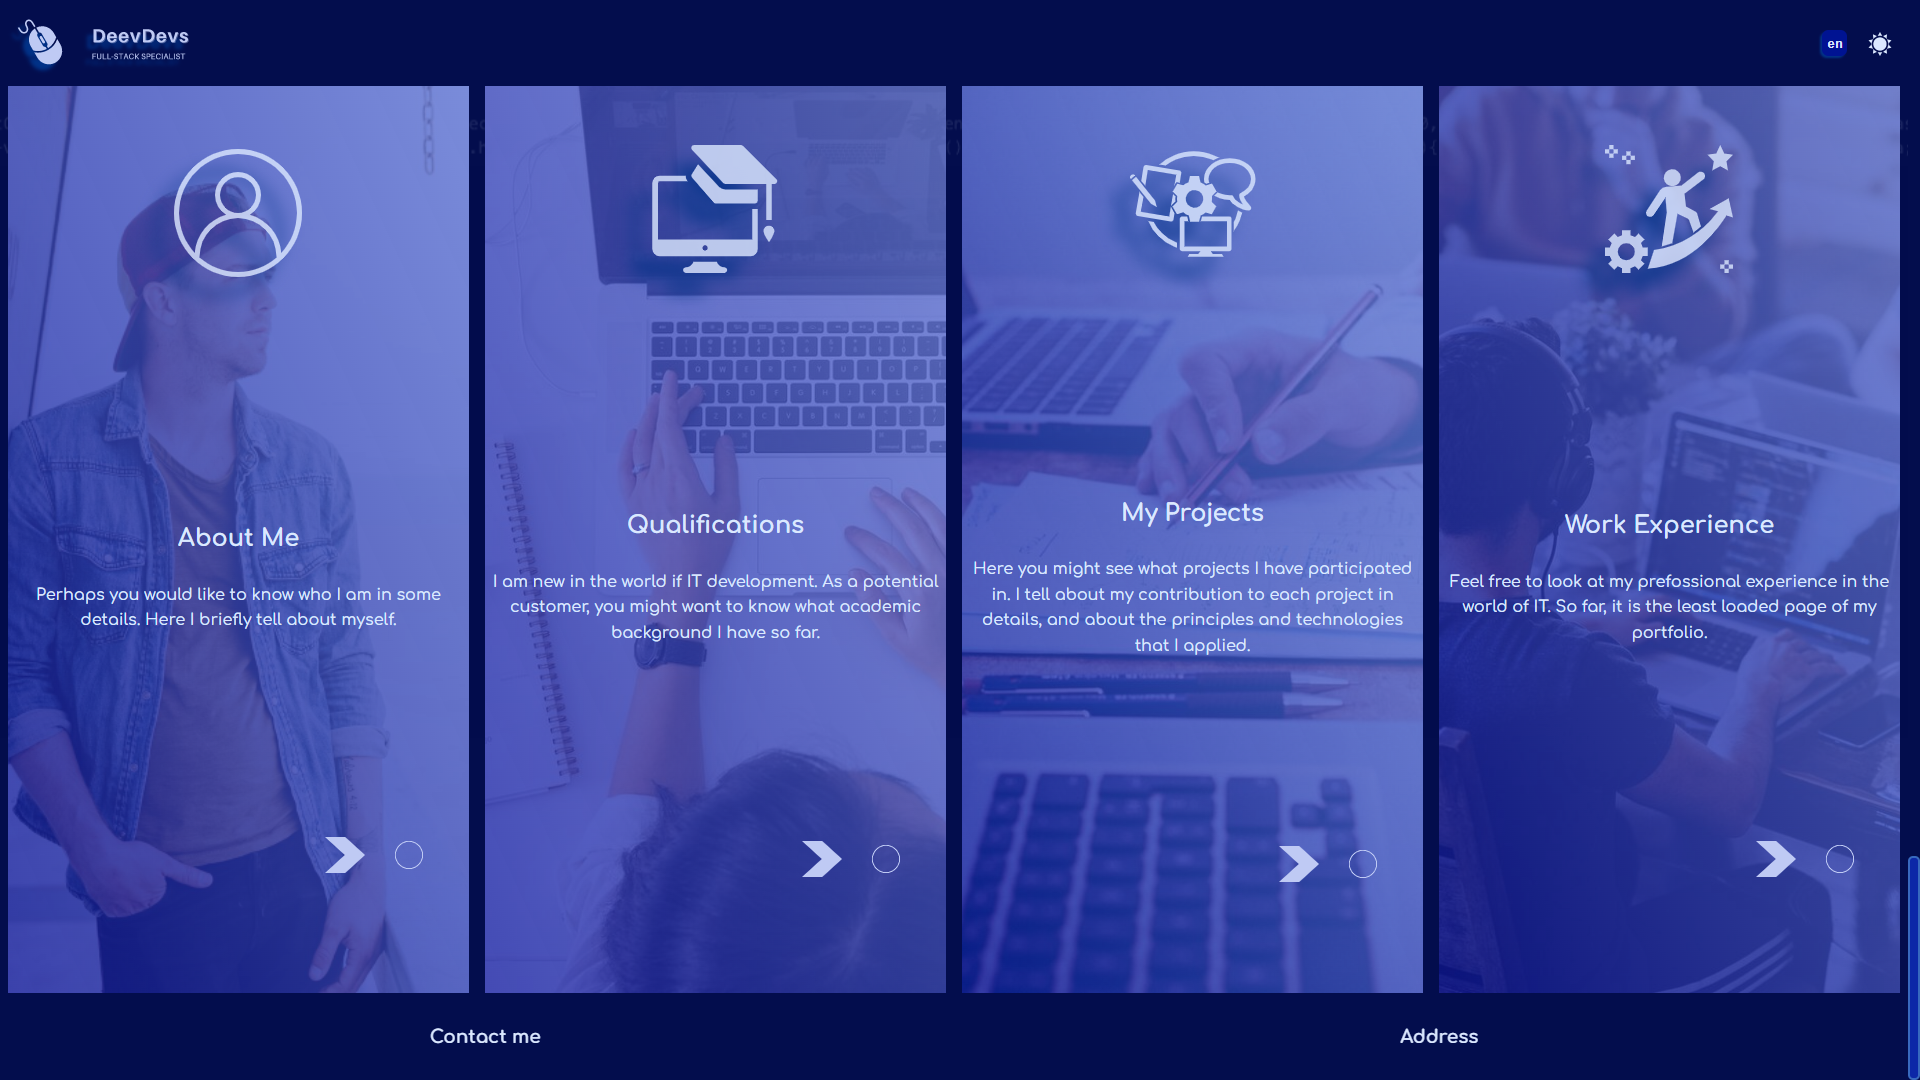 DeevDevs
FULL-STACK SPECIALIST
en
About Me
Perhaps you would like to know who I am in some
details. Here I briefly tell about myself.
Qualifications
I am new in the world if IT development. As a potential
customer, you might want to know what academic
background I have so far.
My Projects
Here you might see what projects I have participated
in. I tell about my contribution to each project in
details, and about the principles and technologies
that I applied.
Work Experience
Feel free to look at my prefossional experience in the
world of IT. So far, it is the least loaded page of my
portfolio.
Contact me
Address